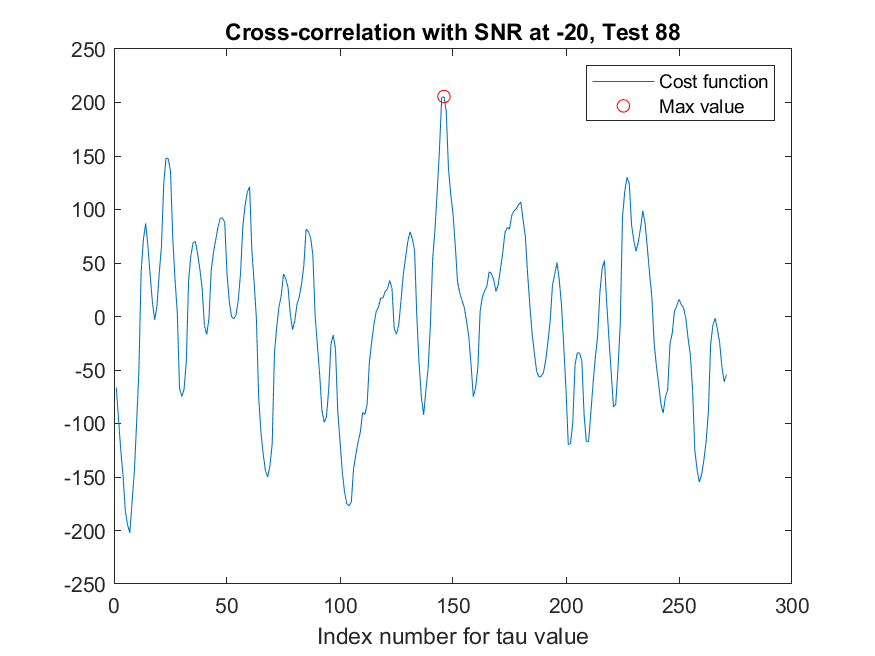 Cross-correlation with SNR at -20, Test 88
250
200
150
100
50
0
-50
-100
-150
-200
-250
Cost function
Max value
0 50 100 150 200 250 300
Index number for tau value